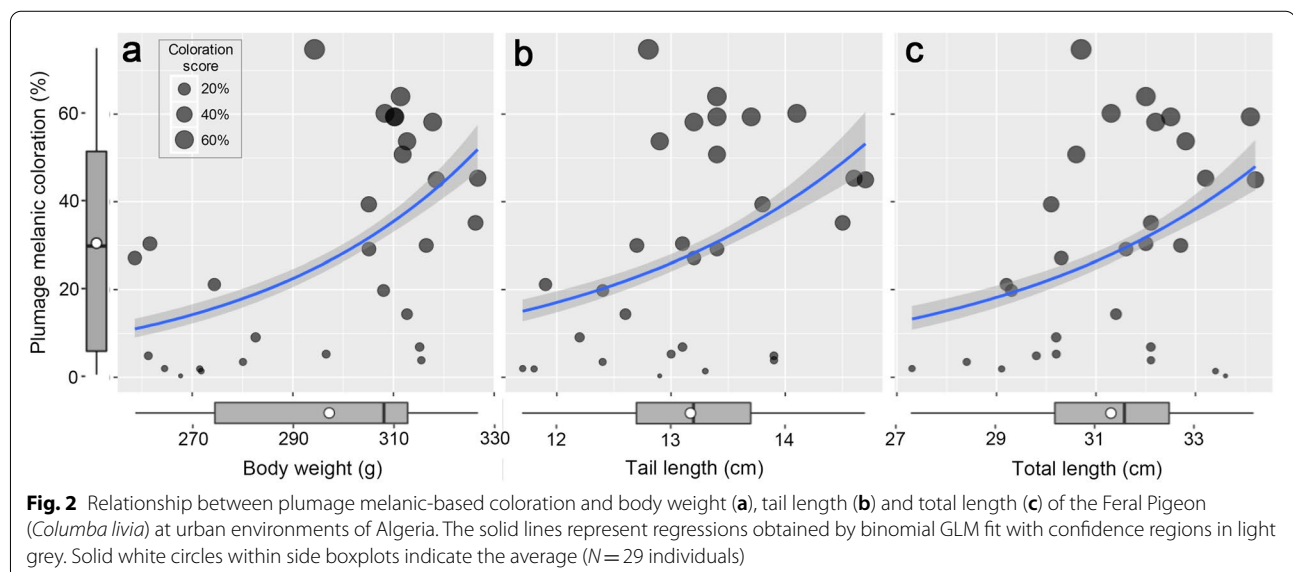 a
b
c
Coloration
score
20%
40%
60%
Plumage melanic coloration (%)
60
40
20
0
270
290
310
330
12
13
14
27
29
31
33
Body weight (g)
Tail length (cm)
Total length (cm)
Fig. 2 Relationship between plumage melanic-based coloration and body weight (a), tail length (b) and total length (c) of the Feral Pigeon
(Columba livia) at urban environments of Algeria. The solid lines represent regressions obtained by binomial GLM fit with confidence regions in light
grey. Solid white circles within side boxplots indicate the average (N = 29 individuals)